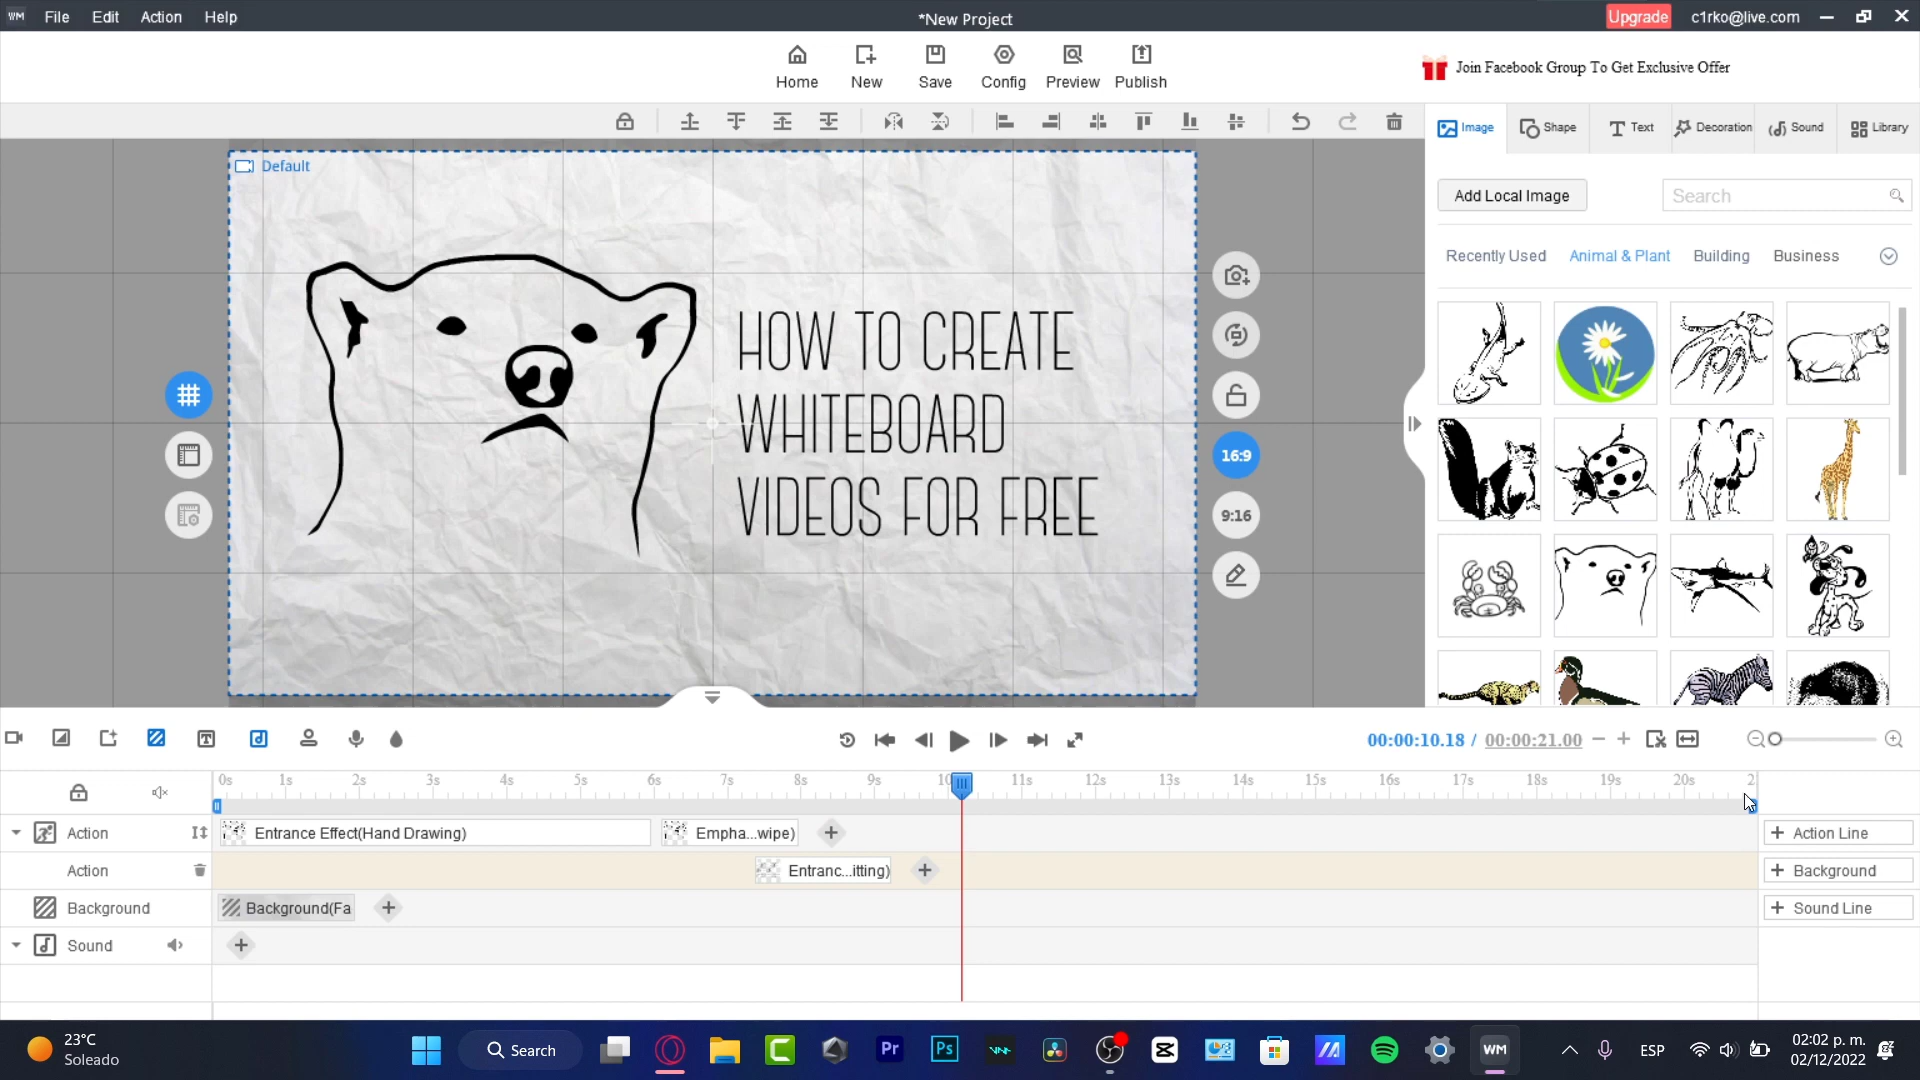 WM File Edit Action Help
*New Project
Upgrade c1rko@live.com
Home New Save Config Preview Publish
Join Facebook Group To Get Exclusive Offer
Image Shape Text Decoration Sound Library
Default
Add Local Image Search
Recently Used Animal & Plant Building Business
HOW TO CREATE
WHITEBOARD
VIDEOS FOR FREE
16:9
9:16
00:00:10.18 / 00:00:21.00
0s 1s 2s 3s 4s 5s 6s 7s 8s 9s 10 11s 12s 13s 14s 15s 16s 17s 18s 19s 20s 2
Action Entrance Effect(Hand Drawing) Empha...wipe) + Action Line
Action Entranc...itting) + Background
Background Background(Fa + Sound Line
Sound
23°C
Soleado
Search
Pr Ps WM
ESP
02:02 p. m.
02/12/2022